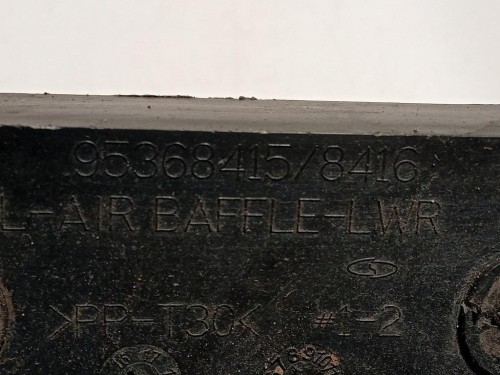 95368415/8416
L-AIR BAFFLE-LWR
>PP-T30< #1-2